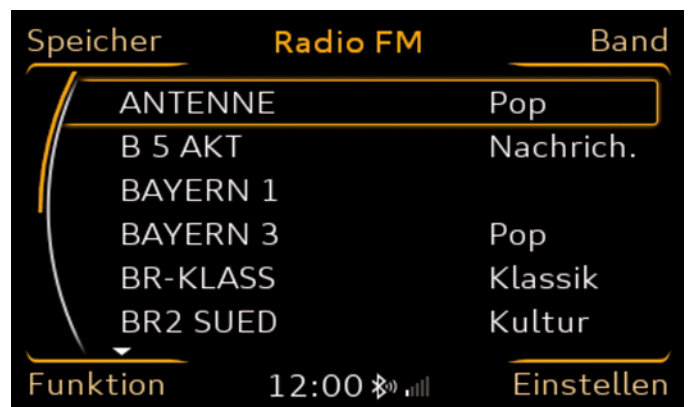 Speicher Radio FM Band
ANTENNE Pop
B 5 AKT Nachrich.
BAYERN 1
BAYERN 3 Pop
BR-KLASS Klassik
BR2 SUED Kultur
Funktion 12:00 Einstellen